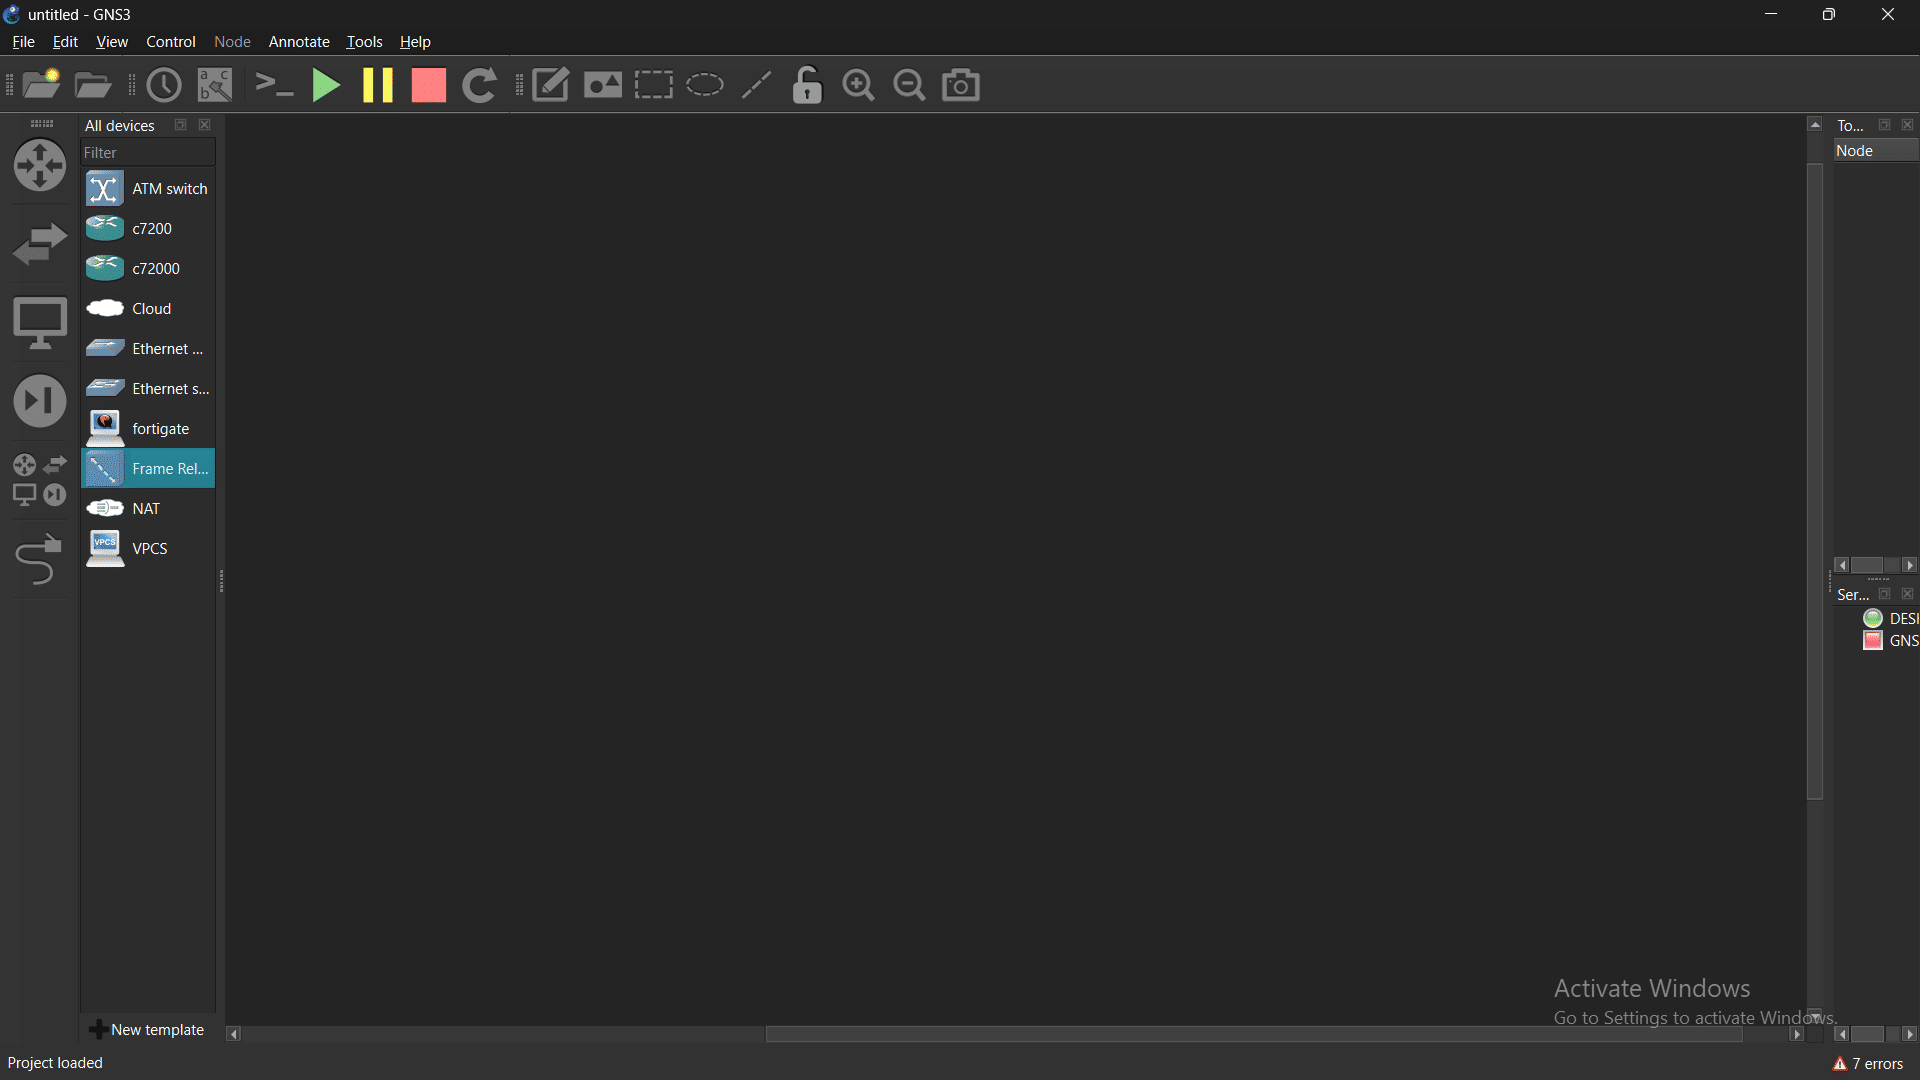 untitled - GNS3
File Edit View Control Node Annotate Tools Help
All devices
Filter
ATM switch
c7200
c72000
Cloud
Ethernet ...
Ethernet s...
fortigate
Frame Rel...
NAT
VPCS
New template
To...
Node
Ser...
DESI
GNS
Activate Windows
Go to Settings to activate Windows.
Project loaded
7 errors